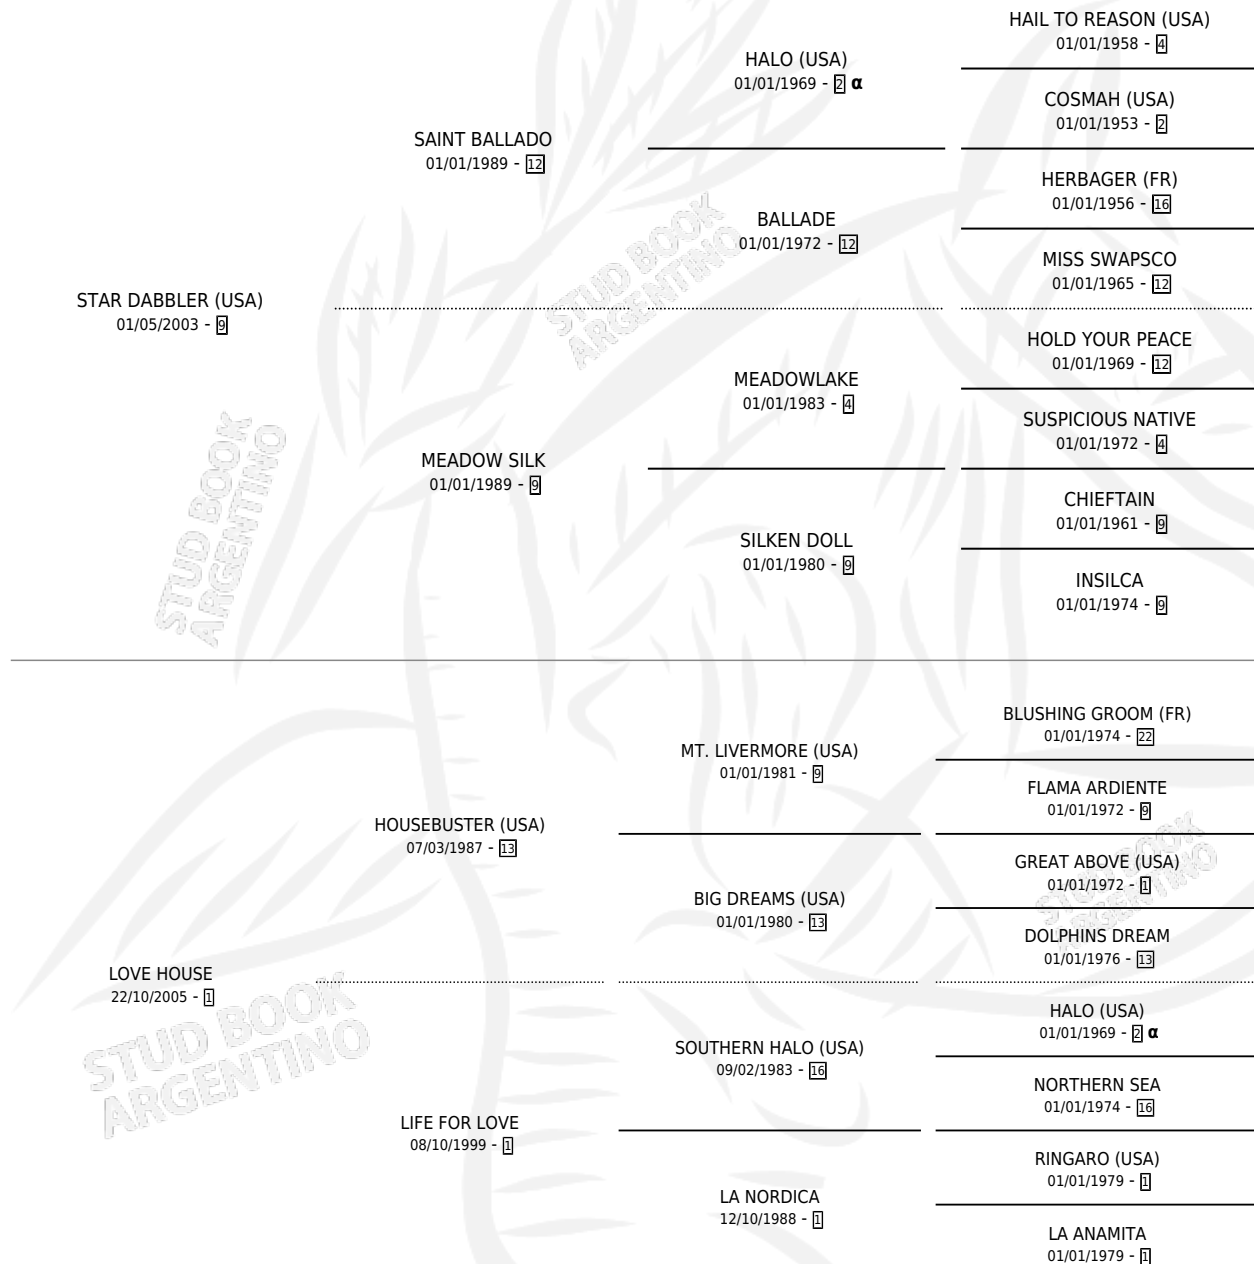 HAIL TO REASON (USA)
01/01/1958 - 4
HALO (USA)
01/01/1969 - 2 α
COSMAH (USA)
01/01/1953 - 2
SAINT BALLADO
01/01/1989 - 12
HERBAGER (FR)
01/01/1956 - 16
BALLADE
01/01/1972 - 12
MISS SWAPSCO
01/01/1965 - 12
STAR DABBLER (USA)
01/05/2003 - 9
HOLD YOUR PEACE
01/01/1969 - 12
MEADOWLAKE
01/01/1983 - 4
SUSPICIOUS NATIVE
01/01/1972 - 4
MEADOW SILK
01/01/1989 - 9
CHIEFTAIN
01/01/1961 - 9
SILKEN DOLL
01/01/1980 - 9
INSILCA
01/01/1974 - 9
BLUSHING GROOM (FR)
01/01/1974 - 22
MT. LIVERMORE (USA)
01/01/1981 - 9
FLAMA ARDIENTE
01/01/1972 - 9
HOUSEBUSTER (USA)
07/03/1987 - 13
GREAT ABOVE (USA)
01/01/1972 - 1
BIG DREAMS (USA)
01/01/1980 - 13
DOLPHINS DREAM
01/01/1976 - 13
LOVE HOUSE
22/10/2005 - 1
HALO (USA)
01/01/1969 - 2 α
SOUTHERN HALO (USA)
09/02/1983 - 16
NORTHERN SEA
01/01/1974 - 16
LIFE FOR LOVE
08/10/1999 - 1
RINGARO (USA)
01/01/1979 - 1
LA NORDICA
12/10/1988 - 1
LA ANAMITA
01/01/1979 - 1
STUD BOOK
ARGENTINO
STUD BOOK
ARGENTINO
STUD BOOK
ARGENTINO
STUD BOOK
ARGENTINO